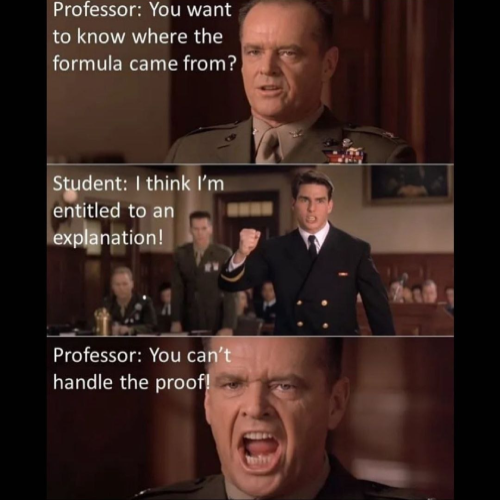 Professor: You want
to know where the
formula came from?
Student: I think I'm
entitled to an
explanation!
Professor: You can't
handle the proof!